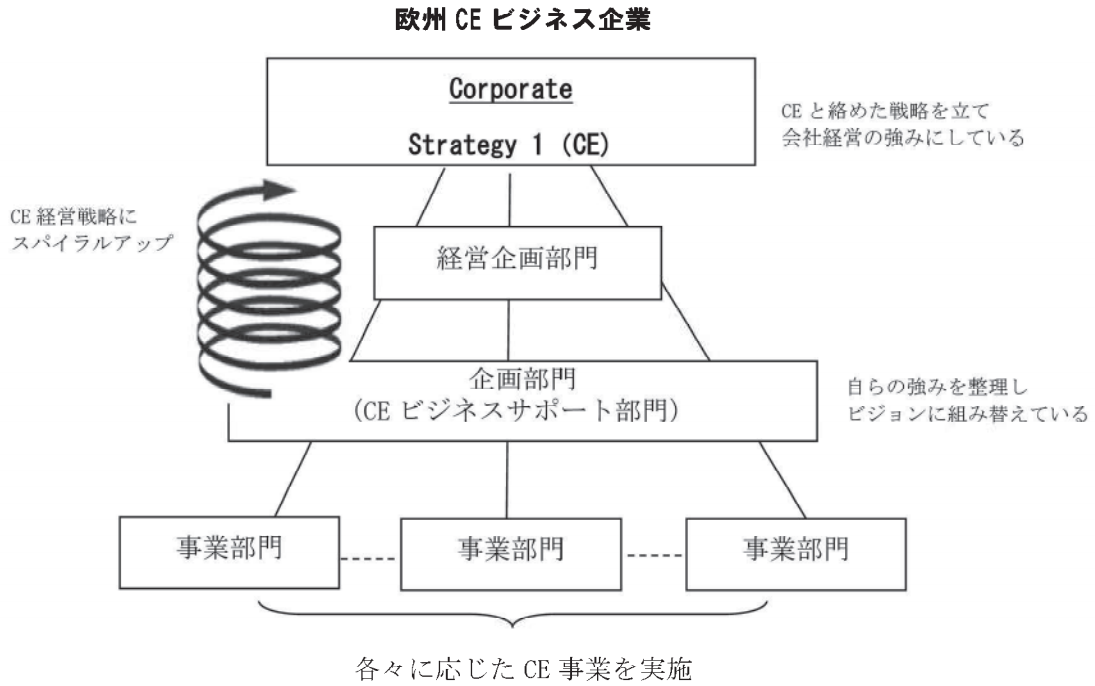 欧州 CE ビジネス企業
Corporate
Strategy 1 (CE)
CE と絡めた戦略を立て
会社経営の強みにしている
CE 経営戦略に
スパイラルアップ
経営企画部門
企画部門
(CE ビジネスサポート部門)
自らの強みを整理し
ビジョンに組み替えている
事業部門
事業部門
事業部門
各々に応じた CE 事業を実施